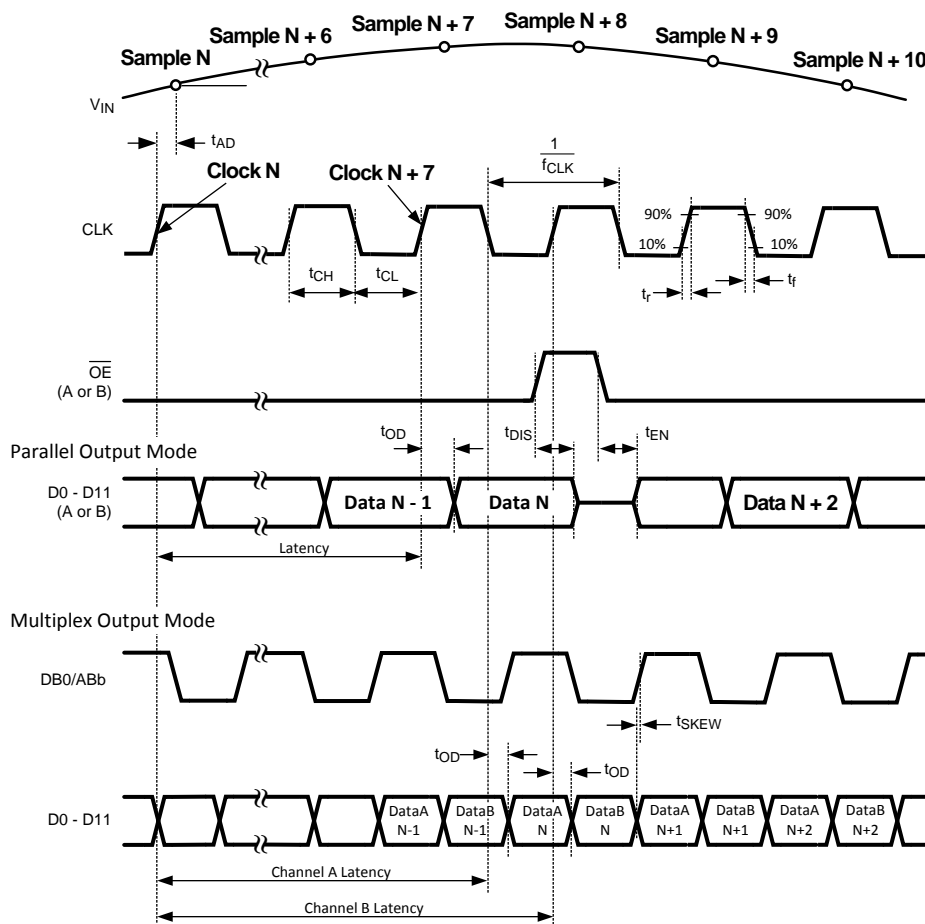 Sample N
Sample N + 6
Sample N + 7
Sample N + 8
Sample N + 9
Sample N + 10
VIN
tAD
Clock N
Clock N + 7
1
fCLK
CLK
90%
90%
10%
10%
tCH
tCL
tr
tf
OE
(A or B)
tOD
tDIS
tEN
Parallel Output Mode
D0 - D11
(A or B)
Data N - 1
Data N
Data N + 2
Latency
Multiplex Output Mode
DB0/ABb
tSKEW
tOD
tOD
D0 - D11
DataA
N-1
DataB
N-1
DataA
N
DataB
N
DataA
N+1
DataB
N+1
DataA
N+2
DataB
N+2
Channel A Latency
Channel B Latency